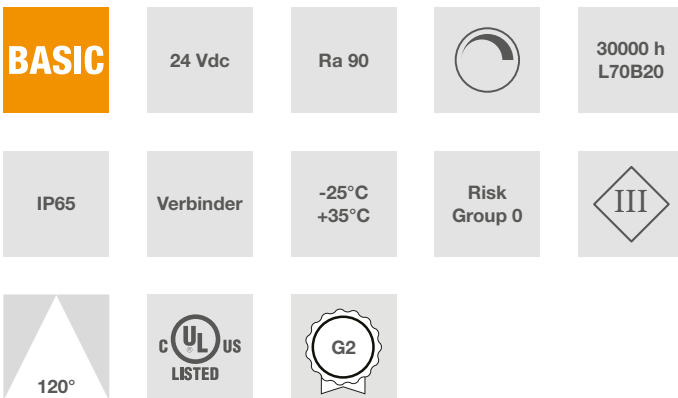 BASIC
24 Vdc
Ra 90
30000 h
L70B20
IP65
Verbinder
-25°C
+35°C
Risk
Group 0
III
120°
C UL US
®
LISTED
G2